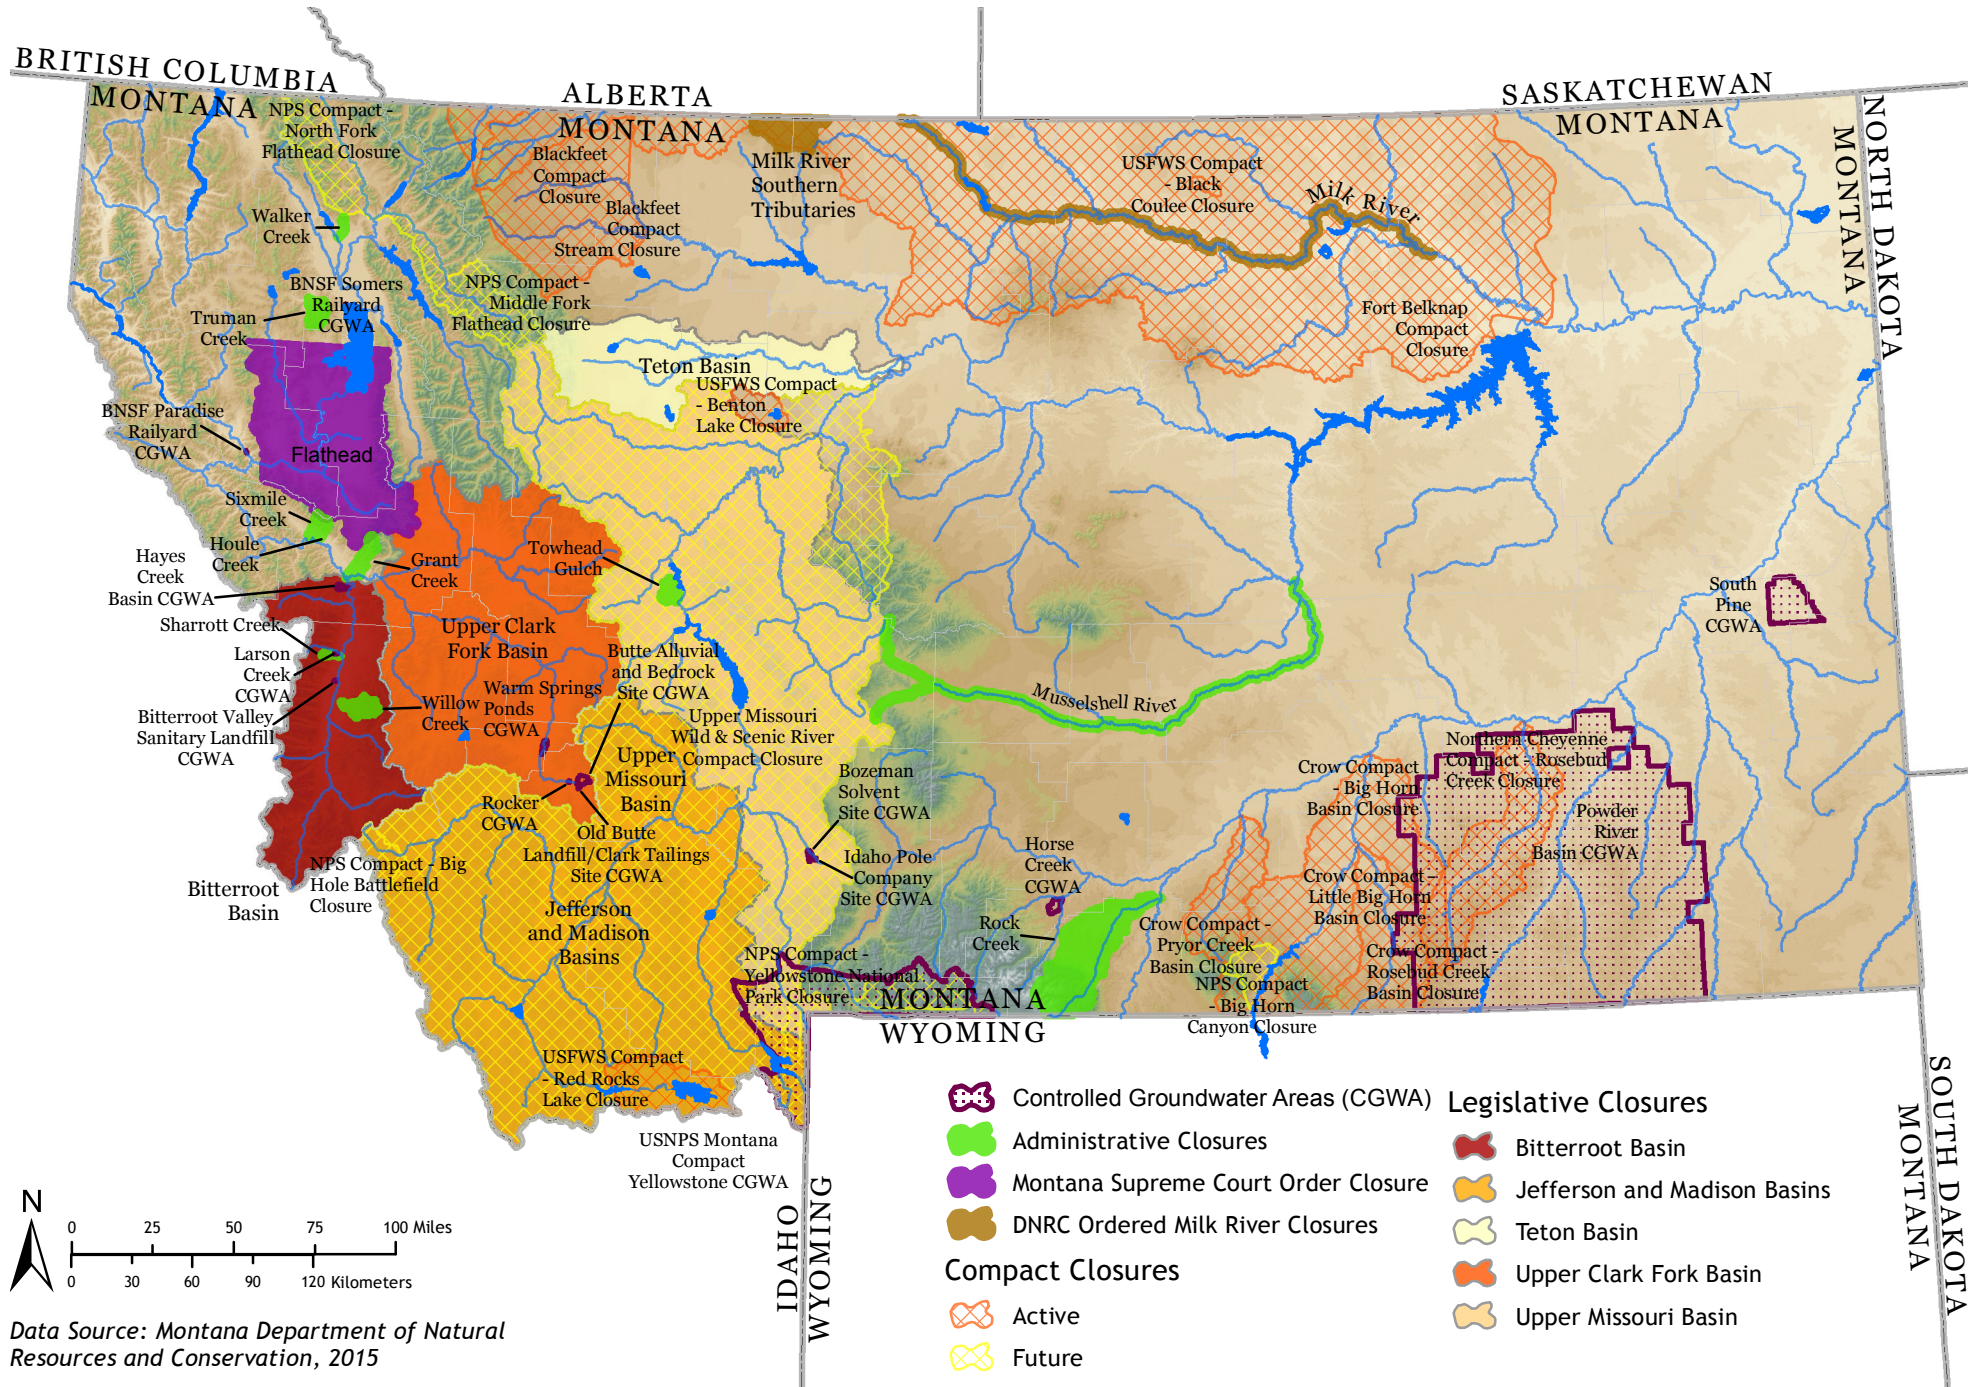 BRITISH COLUMBIA
MONTANA
ALBERTA
MONTANA
SASKATCHEWAN
MONTANA
NORTH DAKOTA
MONTANA
NPS Compact -
North Fork
Flathead Closure
Blackfeet
Compact
Closure
Blackfeet
Compact
Stream Closure
Milk River
Southern
Tributaries
USFWS Compact
- Black
Coulee Closure
Milk River
Walker
Creek
BNSF Somers
Railyard
CGWA
Truman
Creek
NPS Compact -
Middle Fork
Flathead Closure
Fort Belknap
Compact
Closure
Teton Basin
USFWS Compact
- Benton
Lake Closure
BNSF Paradise
Railyard
CGWA
Flathead
Sixmile
Creek
Houle
Creek
Hayes
Creek
Basin CGWA
Grant
Creek
Towhead
Gulch
South
Pine
CGWA
Sharrott Creek
Larson
Creek
CGWA
Upper Clark
Fork Basin
Butte Alluvial
and Bedrock
Site CGWA
Bitterroot Valley
Sanitary Landfill
CGWA
Willow
Creek
Warm Springs
Ponds
CGWA
Musselshell River
Upper Missouri
Wild & Scenic River
Compact Closure
Upper
Missouri
Basin
Bozeman
Solvent
Site CGWA
Northern Cheyenne
Compact - Rosebud
Creek Closure
Crow Compact
- Big Horn
Basin Closure
Powder
River
Basin CGWA
Rocker
CGWA
Old Butte
Landfill/Clark Tailings
Site CGWA
Idaho Pole
Company
Site CGWA
Horse
Creek
CGWA
NPS Compact - Big
Hole Battlefield
Closure
Bitterroot
Basin
Crow Compact -
Little Big Horn
Basin Closure
Jefferson
and Madison
Basins
Rock
Creek
Crow Compact -
Pryor Creek
Basin Closure
Crow Compact -
Rosebud Creek
Basin Closure
NPS Compact -
Yellowstone National
Park Closure
NPS Compact
- Big Horn
Canyon Closure
MONTANA
WYOMING
USFWS Compact
- Red Rocks
Lake Closure
USNPS Montana
Compact
Yellowstone CGWA
IDAHO
WYOMING
SOUTH DAKOTA
MONTANA
Controlled Groundwater Areas (CGWA)
Administrative Closures
Montana Supreme Court Order Closure
DNRC Ordered Milk River Closures
Compact Closures
Active
Future
Legislative Closures
Bitterroot Basin
Jefferson and Madison Basins
Teton Basin
Upper Clark Fork Basin
Upper Missouri Basin
N
0 25 50 75 100 Miles
0 30 60 90 120 Kilometers
Data Source: Montana Department of Natural
Resources and Conservation, 2015